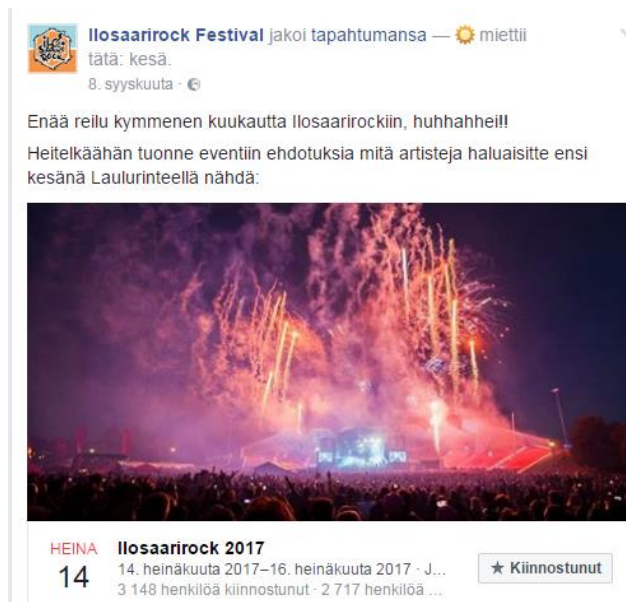 Ilosaarirock Festival jakoi tapahtumansa — miettii
tätä: kesä.
8. syyskuuta ·
Enää reilu kymmenen kuukautta Ilosaarirockiin, huhhahhei!!
Heitelkäähän tuonne eventiin ehdotuksia mitä artisteja haluaisitte ensi
kesänä Laulurinteellä nähdä:
HEINÄ
14
Ilosaarirock 2017
14. heinäkuuta 2017–16. heinäkuuta 2017 · J...
3 148 henkilöä kiinnostunut · 2 717 henkilöä ...
★ Kiinnostunut